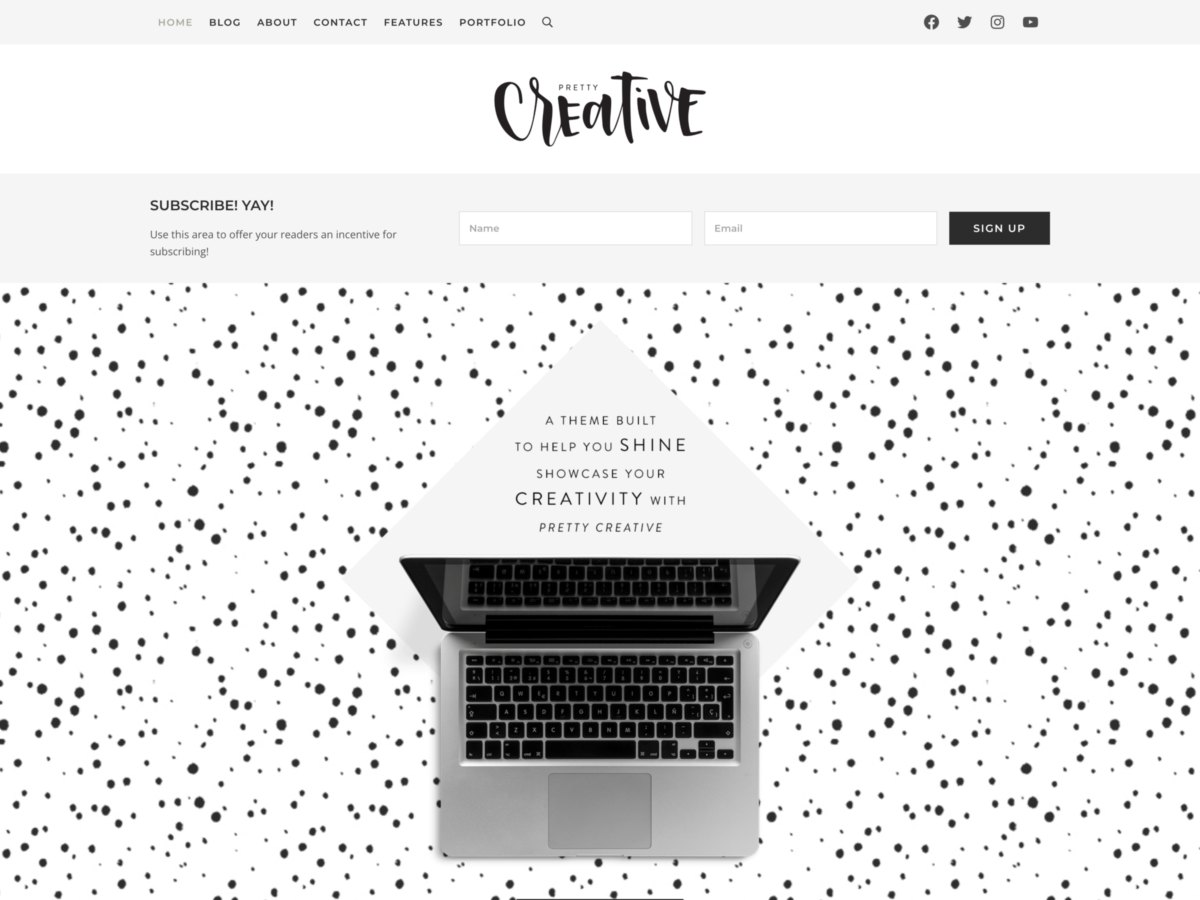 HOME BLOG ABOUT CONTACT FEATURES PORTFOLIO
PRETTY
CREATIVE
SUBSCRIBE! YAY!
Use this area to offer your readers an incentive for
subscribing!
Name
Email
SIGN UP
A THEME BUILT
TO HELP YOU SHINE
SHOWCASE YOUR
CREATIVITY WITH
PRETTY CREATIVE
Q W E R T Y U I O P
A S D F G H J K L Ñ
Z X C V B N M